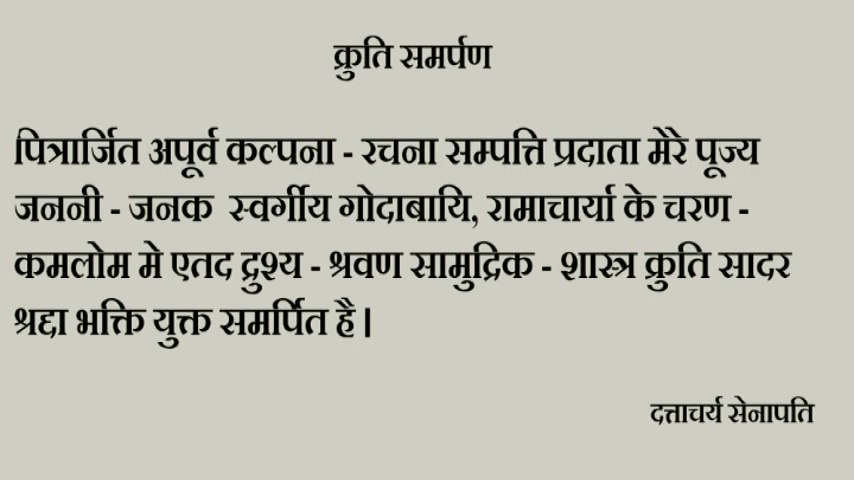 क्रुति समर्पण
पित्रार्जित अपूर्व कल्पना - रचना सम्पत्ति प्रदाता मेरे पूज्य
जननी - जनक स्वर्गीय गोदाबायि, रामाचार्या के चरण -
कमलोम मे एतद द्रुश्य - श्रवण सामुद्रिक - शास्त्र क्रुति सादर
श्रद्दा भक्ति युक्त समर्पित है।
दत्ताचर्य सेनापति